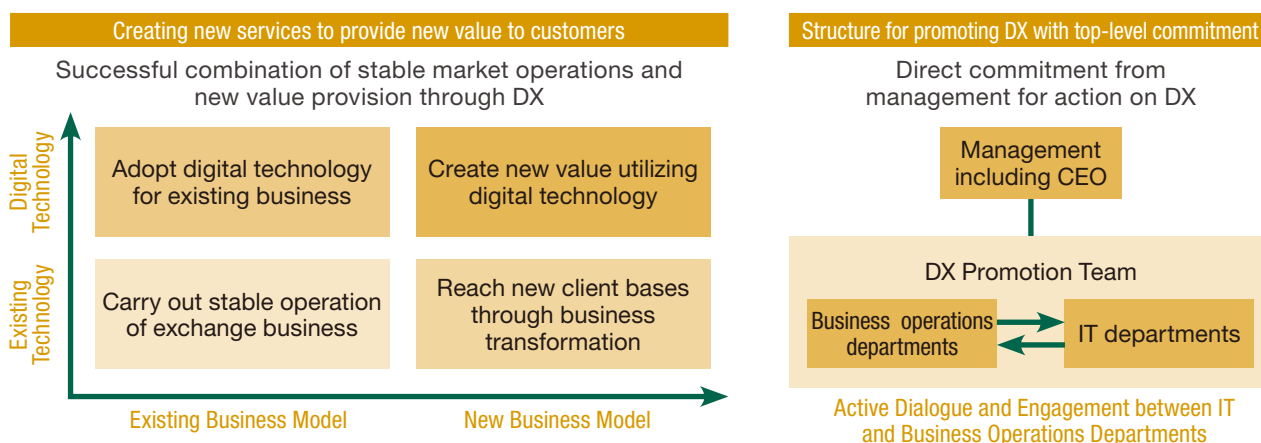 Creating new services to provide new value to customers
Successful combination of stable market operations and
new value provision through DX
Digital
Technology
Adopt digital technology
for existing business
Create new value utilizing
digital technology
Existing
Technology
Carry out stable operation
of exchange business
Reach new client bases
through business
transformation
Existing Business Model
New Business Model
Structure for promoting DX with top-level commitment
Direct commitment from
management for action on DX
Management
including CEO
DX Promotion Team
Business operations
departments
IT departments
Active Dialogue and Engagement between IT
and Business Operations Departments